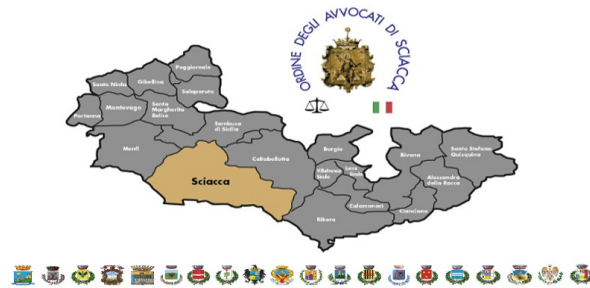 ORDINE DEGLI AVVOCATI DI SCIACCA
Poggioreale
Gibellina
Santa Ninfa
Salaparuta
Partanna
Montevago
Santa
Margherita
Belice
Sambuca
di Sicilia
Menfi
Sciacca
Caltabellotta
Burgio
Villafranca
Sicula
Lucca
Sicula
Ribera
Calamonaci
Bivona
Santo Stefano
Quisquina
Alessandria
della Rocca
Cianciana